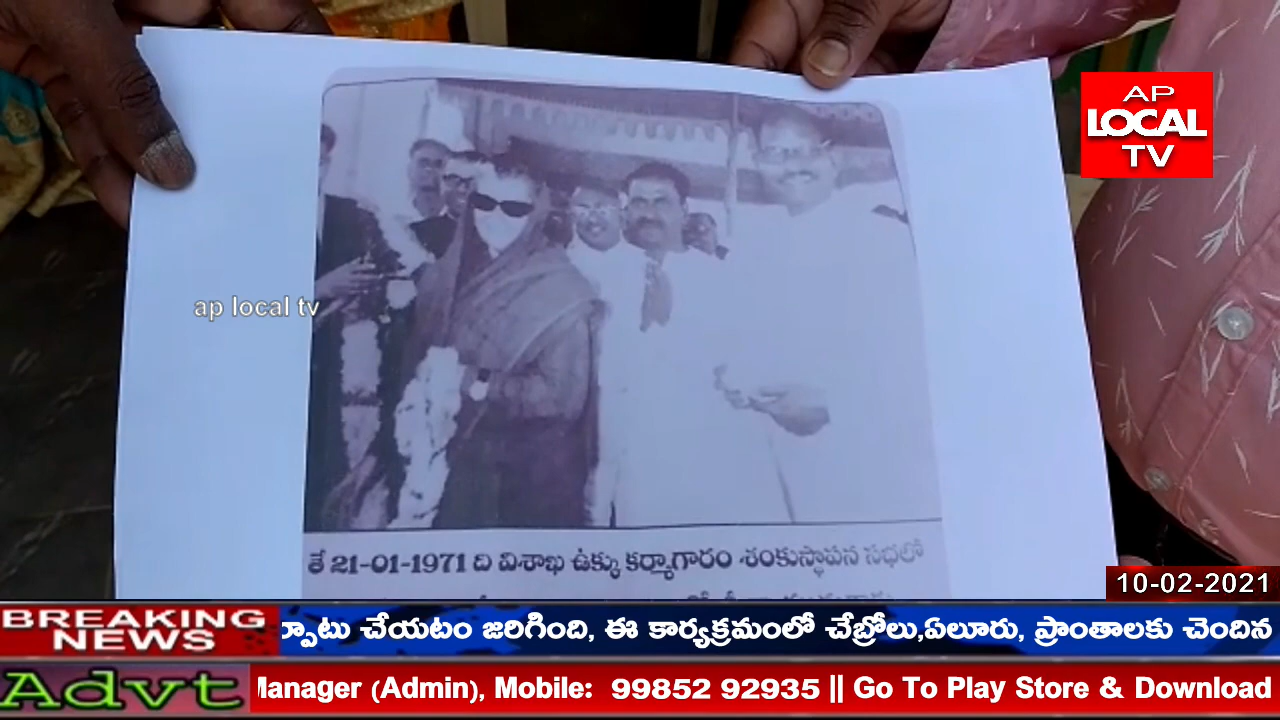 AP
LOCAL
TV
ap local tv
తే 21-01-1971 ది విశాఖ ఉక్కు కర్మాగారం శంకుస్థాపన సభలో
10-02-2021
BREAKING
NEWS
ర్పాటు చేయటం జరిగింది, ఈ కార్యక్రమంలో చేబ్రోలు,ఏలూరు, ప్రాంతాలకు చెందిన
Advt
Manager (Admin), Mobile: 99852 92935 || Go To Play Store & Download